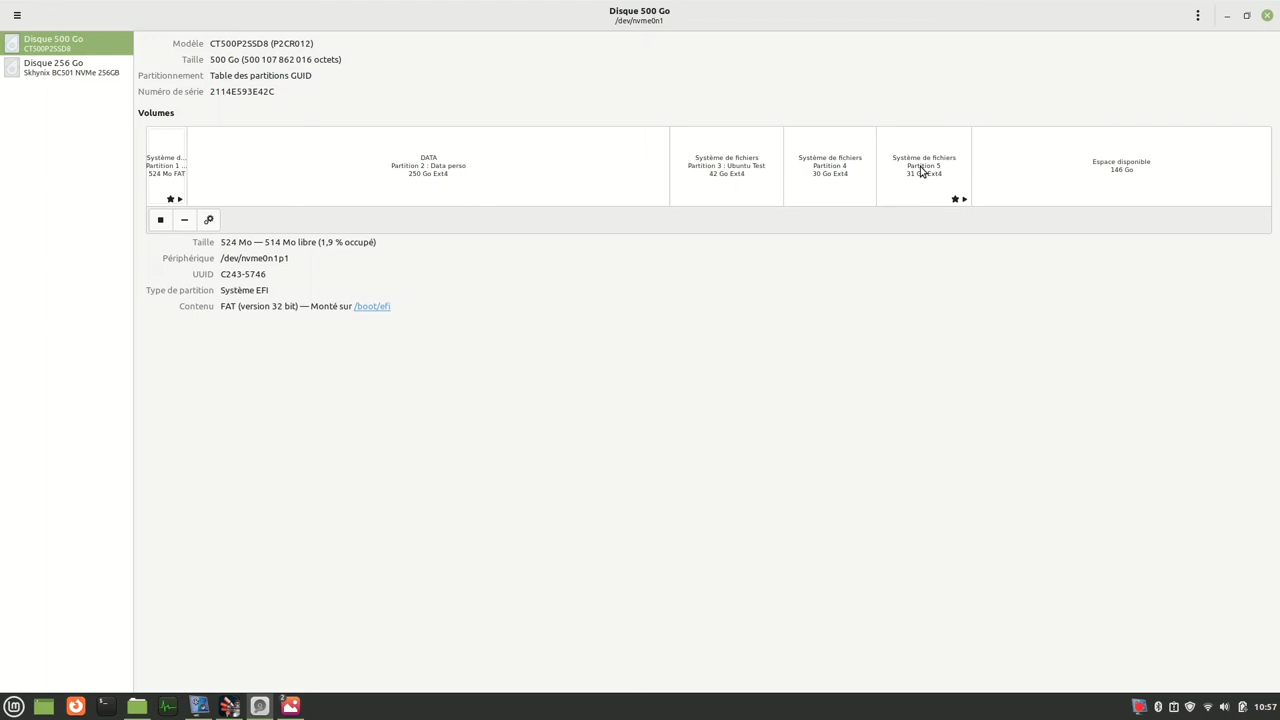 Disque 500 Go
/dev/nvme0n1
Disque 500 Go
CT500P2SSD8
Disque 256 Go
Skhynix BC501 NVMe 256GB
Modèle CT500P2SSD8 (P2CR012)
Taille 500 Go (500 107 862 016 octets)
Partitionnement Table des partitions GUID
Numéro de série 2114E593E42C
Volumes
Système d...
Partition 1 ...
524 Mo FAT
DATA
Partition 2 : Data perso
250 Go Ext4
Système de fichiers
Partition 3 : Ubuntu Test
42 Go Ext4
Système de fichiers
Partition 4
30 Go Ext4
Système de fichiers
Partition 5
31 Go Ext4
Espace disponible
146 Go
Taille 524 Mo — 514 Mo libre (1,9 % occupé)
Périphérique /dev/nvme0n1p1
UUID C243-5746
Type de partition Système EFI
Contenu FAT (version 32 bit) — Monté sur /boot/efi
2
10:57